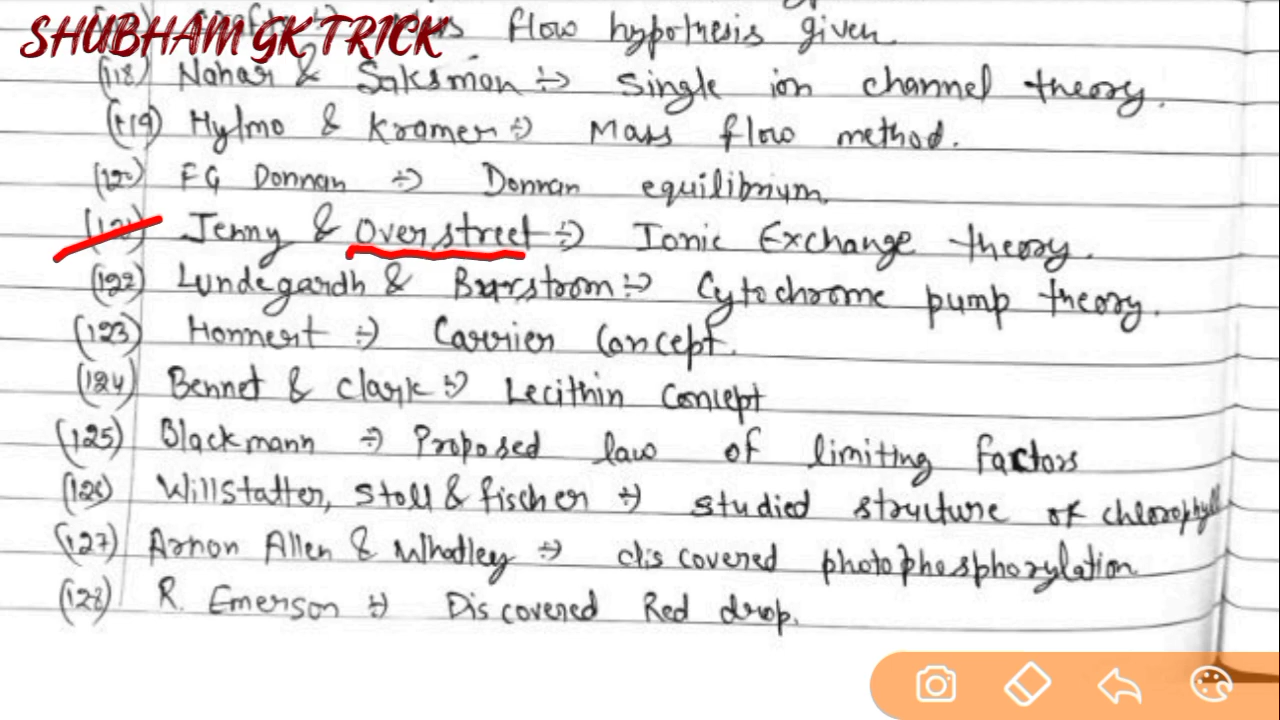 SHUBHAM GK TRICK flow hypothesis given.
(118) Nahar & Saksmon :-> Single ion channel theory.
(119) Hylmo & Kramer :-> Mass flow method.
(120) FG Donnan :-> Donnan equilibrium.
(121) Jenny & Overstreet :-> Ionic Exchange theory.
(122) Lundegardh & Burstrom :-> Cytochrome pump theory.
(123) Honnert :-> Carrier Concept.
(124) Bennet & Clark :-> Lecithin Concept
(125) Blackmann :-> Proposed law of limiting factors
(126) Willstatter, Stoll & fischer :-> studied structure of chlorophyll
(127) Arnon Allen & Whatley :-> discovered photophosphorylation
(128) R. Emerson :-> Discovered Red drop.